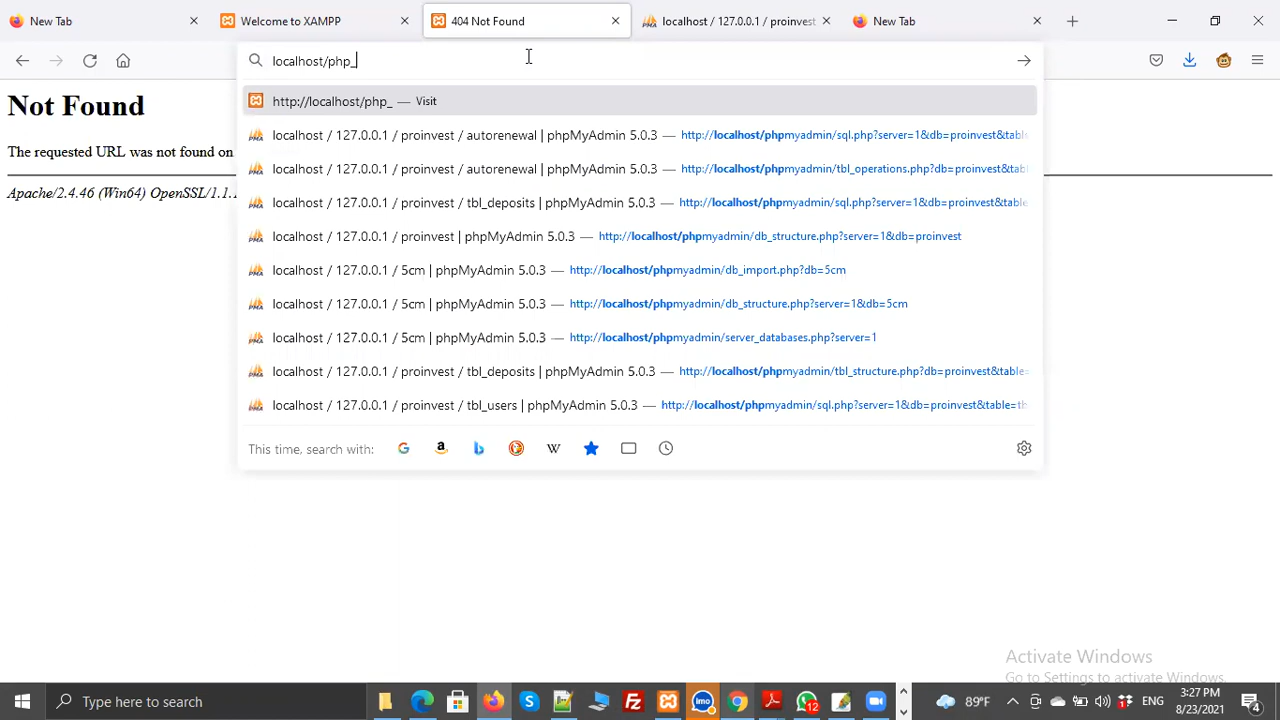 New Tab
Welcome to XAMPP
404 Not Found
localhost / 127.0.0.1 / proinvest
New Tab
localhost/php_
http://localhost/php_ — Visit
localhost / 127.0.0.1 / proinvest / autorenewal | phpMyAdmin 5.0.3 — http://localhost/phpmyadmin/sql.php?server=1&db=proinvest&table
localhost / 127.0.0.1 / proinvest / autorenewal | phpMyAdmin 5.0.3 — http://localhost/phpmyadmin/tbl_operations.php?db=proinvest&tabl
localhost / 127.0.0.1 / proinvest / tbl_deposits | phpMyAdmin 5.0.3 — http://localhost/phpmyadmin/sql.php?server=1&db=proinvest&table
localhost / 127.0.0.1 / proinvest | phpMyAdmin 5.0.3 — http://localhost/phpmyadmin/db_structure.php?server=1&db=proinvest
localhost / 127.0.0.1 / 5cm | phpMyAdmin 5.0.3 — http://localhost/phpmyadmin/db_import.php?db=5cm
localhost / 127.0.0.1 / 5cm | phpMyAdmin 5.0.3 — http://localhost/phpmyadmin/db_structure.php?server=1&db=5cm
localhost / 127.0.0.1 / 5cm | phpMyAdmin 5.0.3 — http://localhost/phpmyadmin/server_databases.php?server=1
localhost / 127.0.0.1 / proinvest / tbl_deposits | phpMyAdmin 5.0.3 — http://localhost/phpmyadmin/tbl_structure.php?db=proinvest&table=
localhost / 127.0.0.1 / proinvest / tbl_users | phpMyAdmin 5.0.3 — http://localhost/phpmyadmin/sql.php?server=1&db=proinvest&table=tb
This time, search with:
Not Found
The requested URL was not found on
Apache/2.4.46 (Win64) OpenSSL/1.1.
Activate Windows
Go to Settings to activate Windows.
Type here to search
imo
12
89°F
ENG
3:27 PM
8/23/2021
4